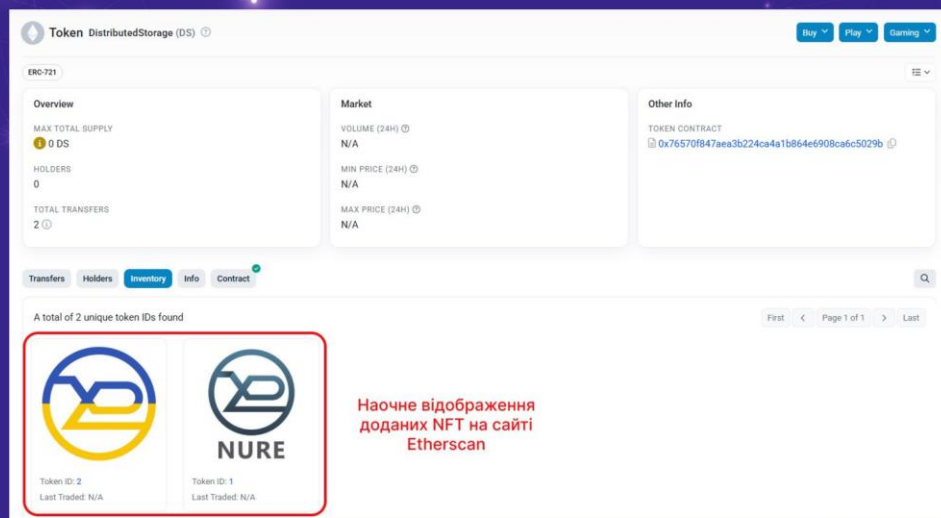 Token DistributedStorage (DS)
Buy
Play
Gaming
ERC-721
Overview
MAX TOTAL SUPPLY
0 DS
HOLDERS
0
TOTAL TRANSFERS
2
Market
VOLUME (24H)
N/A
MIN PRICE (24H)
N/A
MAX PRICE (24H)
N/A
Other Info
TOKEN CONTRACT
0x76570f847aea3b224ca4a1b864e6908ca6c5029b
Transfers
Holders
Inventory
Info
Contract
A total of 2 unique token IDs found
First
Page 1 of 1
Last
NURE
Token ID: 2
Last Traded: N/A
Token ID: 1
Last Traded: N/A
Наочне відображення
доданих NFT на сайті
Etherscan